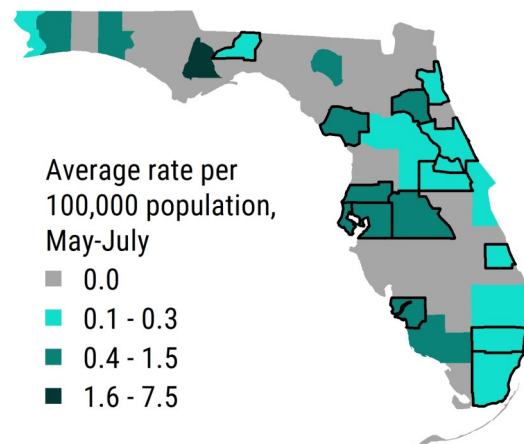 Average rate per
100,000 population,
May-July
0.0
0.1 - 0.3
0.4 - 1.5
1.6 - 7.5